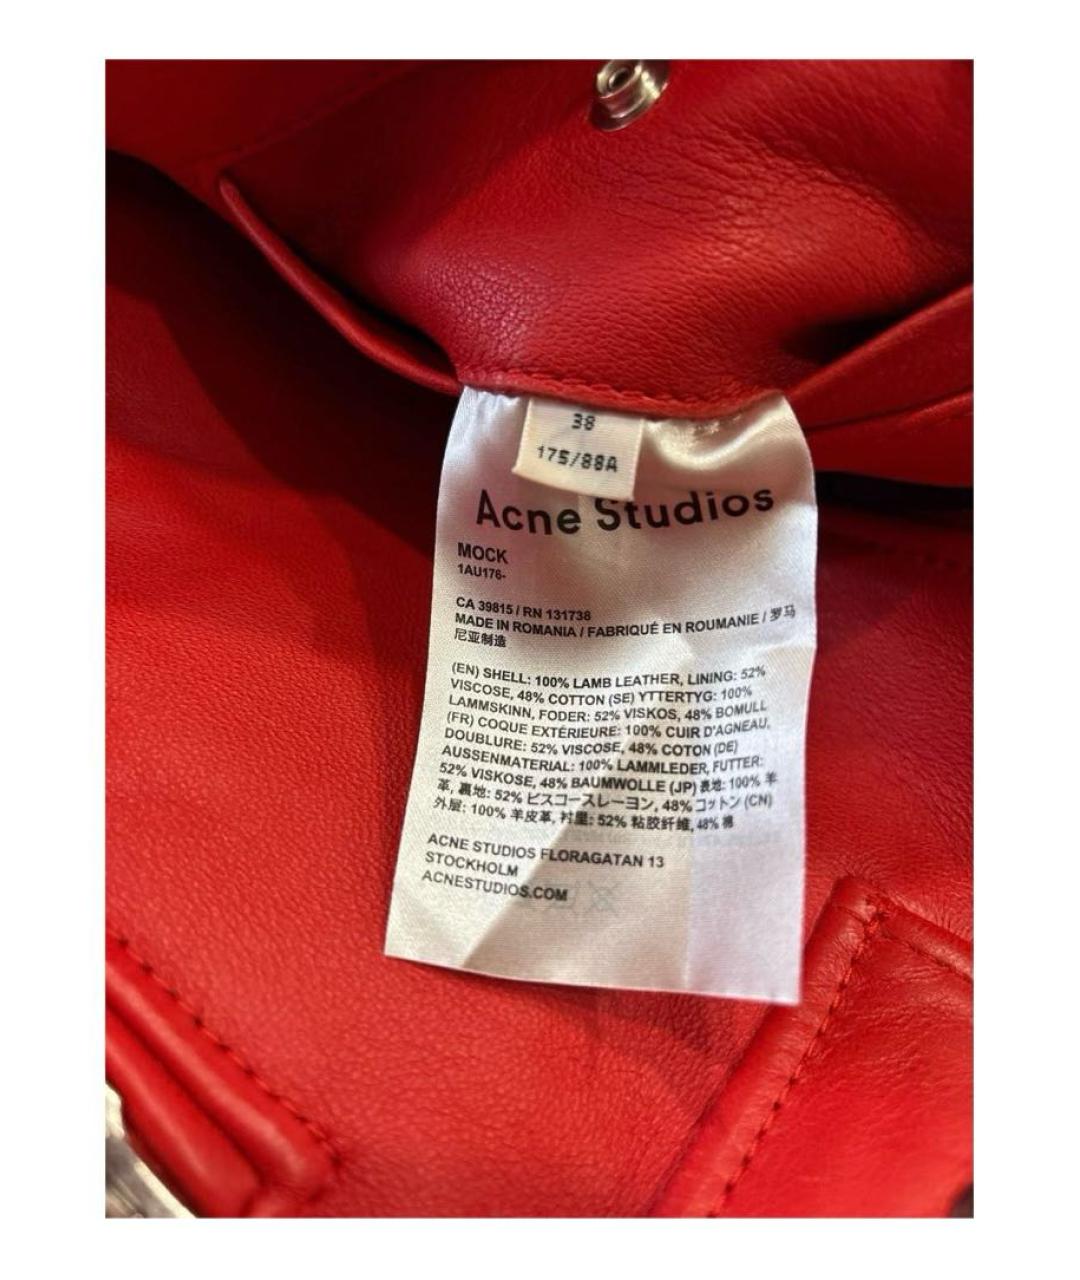 38
175/88A
Acne Studios
MOCK
1AU176-
CA 39815 / RN 131738
MADE IN ROMANIA / FABRIQUÉ EN ROUMANIE / 罗马
尼亚制造
(EN) SHELL: 100% LAMB LEATHER, LINING: 52%
VISCOSE, 48% COTTON (SE) YTTERTYG: 100%
LAMMSKINN, FODER: 52% VISKOS, 48% BOMULL
(FR) COQUE EXTÉRIEURE: 100% CUIR D'AGNEAU,
DOUBLURE: 52% VISCOSE, 48% COTON (DE)
AUSSENMATERIAL: 100% LAMMLEDER, FUTTER:
52% VISKOSE, 48% BAUMWOLLE (JP) 表地: 100% 羊
革, 裏地: 52% ビスコースレーヨン, 48% コットン (CN)
外层: 100% 羊皮革, 衬里: 52% 粘胶纤维, 48% 棉
ACNE STUDIOS FLORAGATAN 13
STOCKHOLM
ACNESTUDIOS.COM